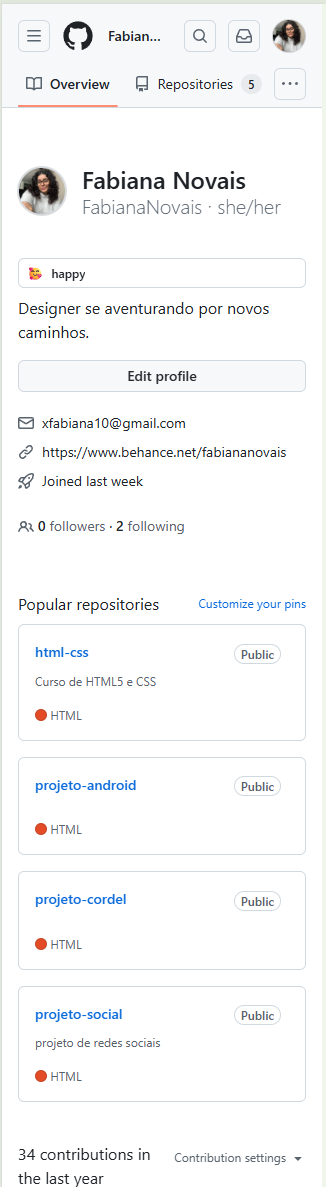 Fabian...
Overview
Repositories 5
Fabiana Novais
FabianaNovais · she/her
happy
Designer se aventurando por novos
caminhos.
Edit profile
xfabiana10@gmail.com
https://www.behance.net/fabiananovais
Joined last week
0 followers · 2 following
Popular repositories
Customize your pins
html-css
Public
Curso de HTML5 e CSS
HTML
projeto-android
Public
HTML
projeto-cordel
Public
HTML
projeto-social
Public
projeto de redes sociais
HTML
34 contributions in
the last year
Contribution settings